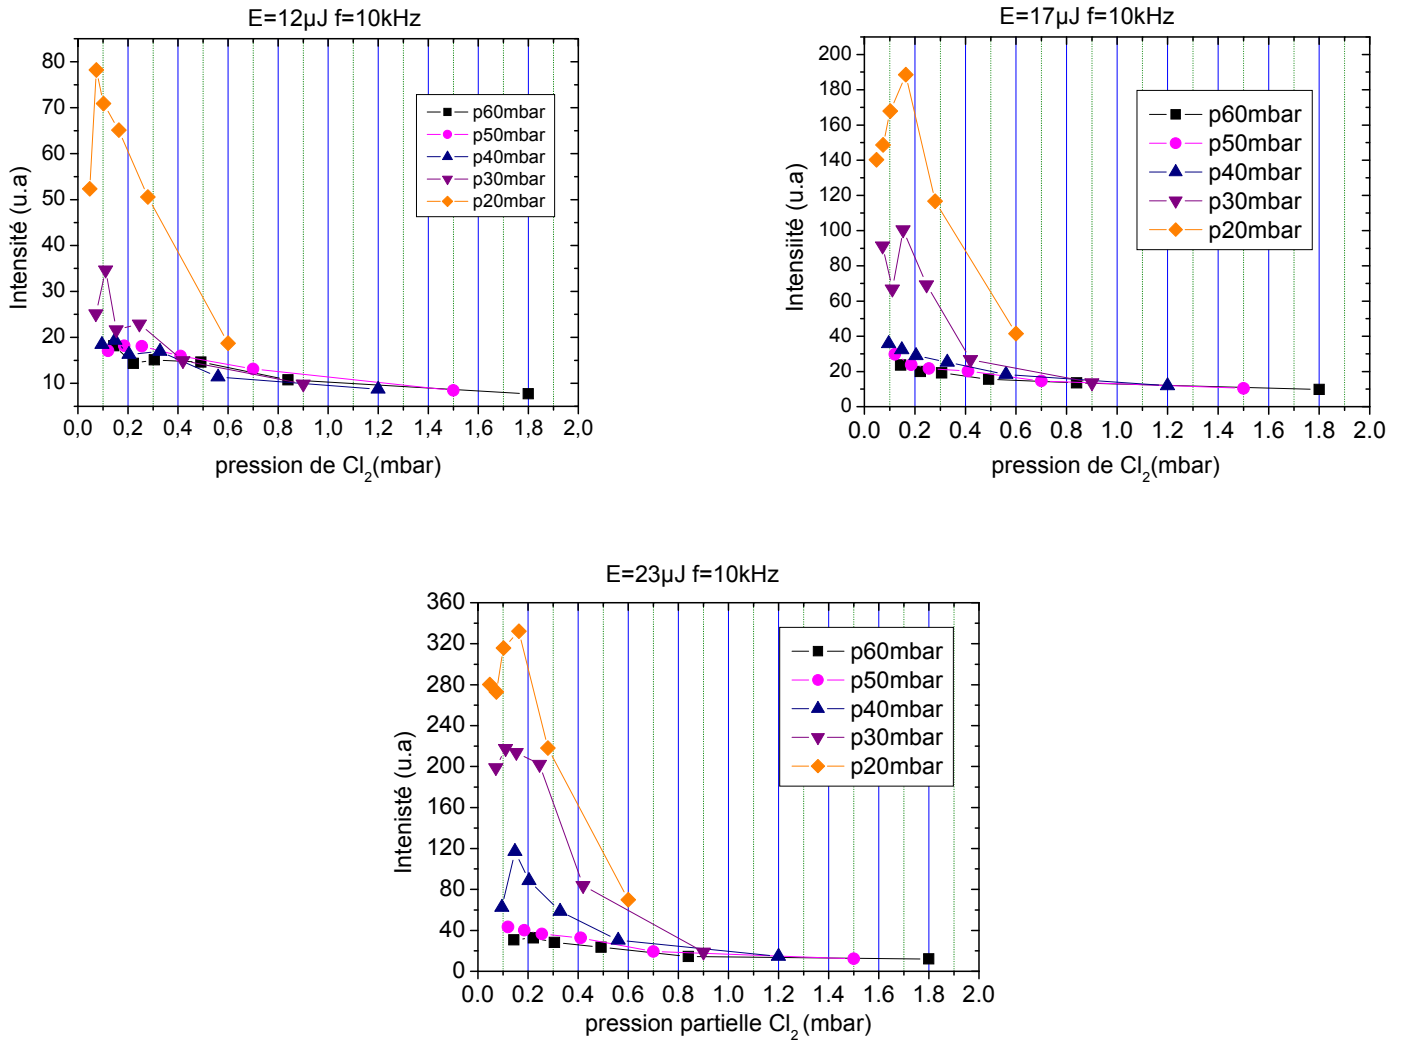 E=12µJ f=10kHz
80
70
60
50
40
30
20
10
Intensité (u.a)
p60mbar
p50mbar
p40mbar
p30mbar
p20mbar
0,0 0,2 0,4 0,6 0,8 1,0 1,2 1,4 1,6 1,8 2,0
pression de Cl2(mbar)
E=17µJ f=10kHz
200
180
160
140
120
100
80
60
40
20
0
Intensiité (u.a)
p60mbar
p50mbar
p40mbar
p30mbar
p20mbar
0.0 0.2 0.4 0.6 0.8 1.0 1.2 1.4 1.6 1.8 2.0
pression de Cl2(mbar)
E=23µJ f=10kHz
360
320
280
240
200
160
120
80
40
0
Intenisté (u.a)
p60mbar
p50mbar
p40mbar
p30mbar
p20mbar
0.0 0.2 0.4 0.6 0.8 1.0 1.2 1.4 1.6 1.8 2.0
pression partielle Cl2 (mbar)